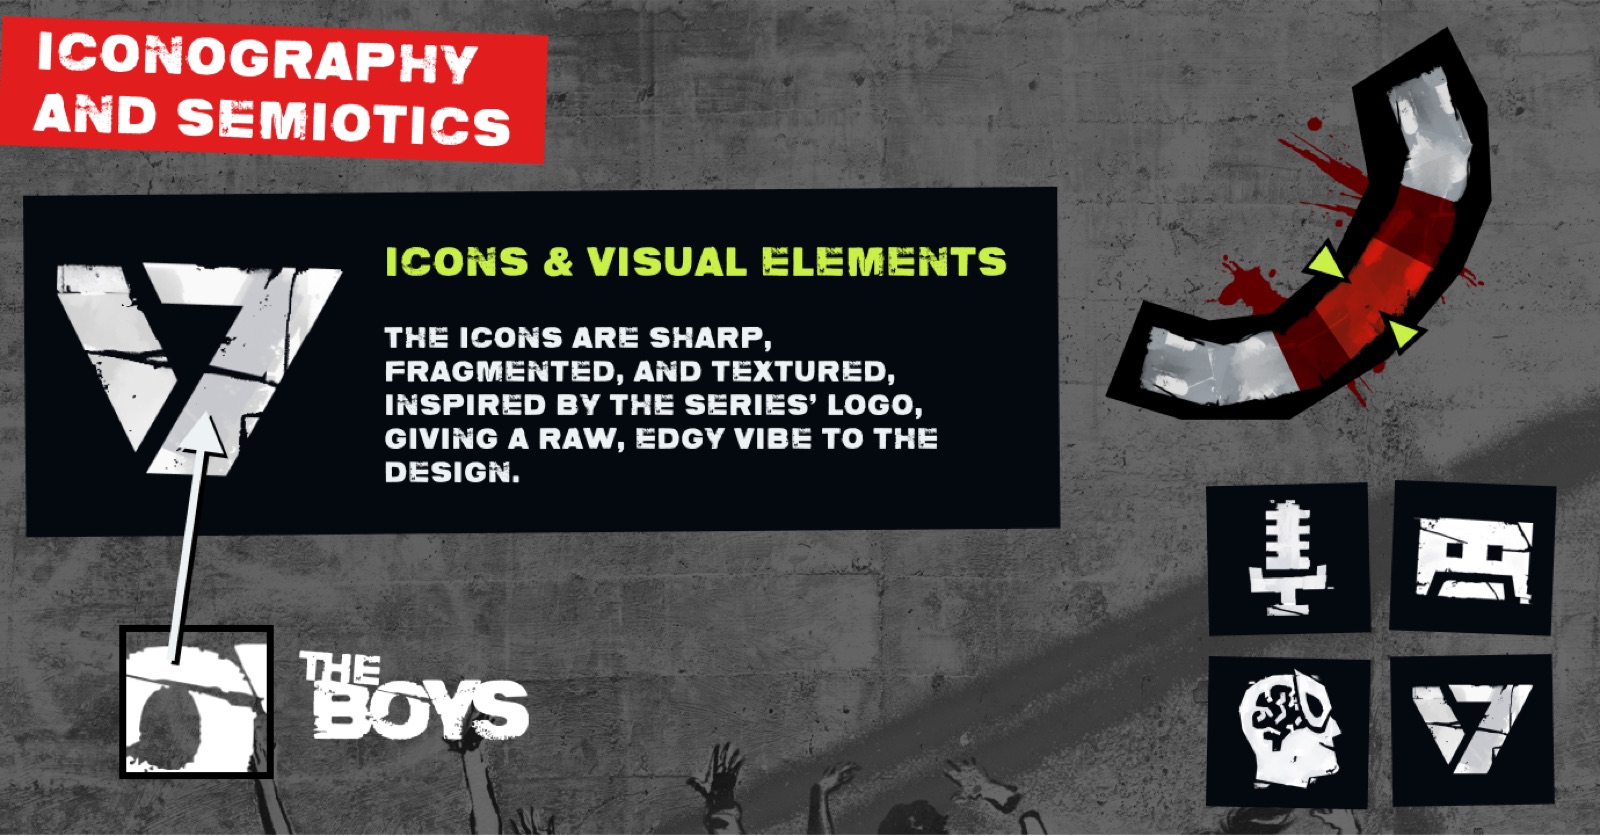 ICONOGRAPHY
AND SEMIOTICS
ICONS & VISUAL ELEMENTS
THE ICONS ARE SHARP,
FRAGMENTED, AND TEXTURED,
INSPIRED BY THE SERIES’ LOGO,
GIVING A RAW, EDGY VIBE TO THE
DESIGN.
THE
BOYS